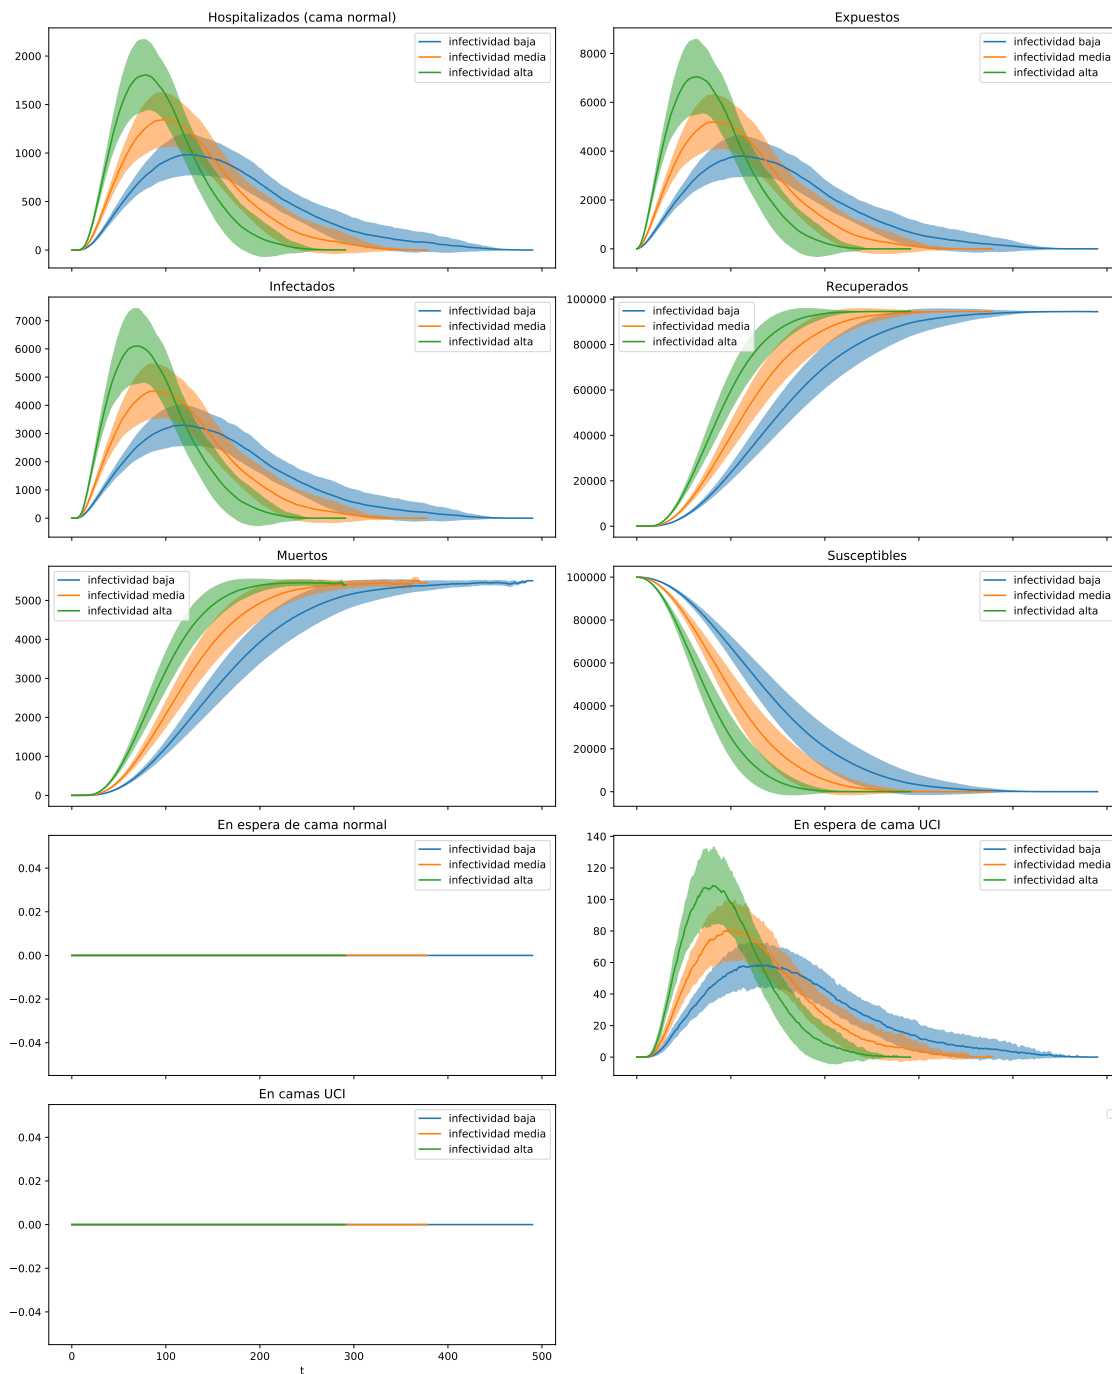 Hospitalizados (cama normal)
2000
1500
1000
500
0
infectividad baja
infectividad media
infectividad alta
Expuestos
8000
6000
4000
2000
0
infectividad baja
infectividad media
infectividad alta
Infectados
7000
6000
5000
4000
3000
2000
1000
0
infectividad baja
infectividad media
infectividad alta
Recuperados
100000
80000
60000
40000
20000
0
infectividad baja
infectividad media
infectividad alta
Muertos
5000
4000
3000
2000
1000
0
infectividad baja
infectividad media
infectividad alta
Susceptibles
100000
80000
60000
40000
20000
0
infectividad baja
infectividad media
infectividad alta
En espera de cama normal
0.04
0.02
0.00
−0.02
−0.04
infectividad baja
infectividad media
infectividad alta
En espera de cama UCI
140
120
100
80
60
40
20
0
infectividad baja
infectividad media
infectividad alta
En camas UCI
0.04
0.02
0.00
−0.02
−0.04
infectividad baja
infectividad media
infectividad alta
0 100 200 300 400 500
t